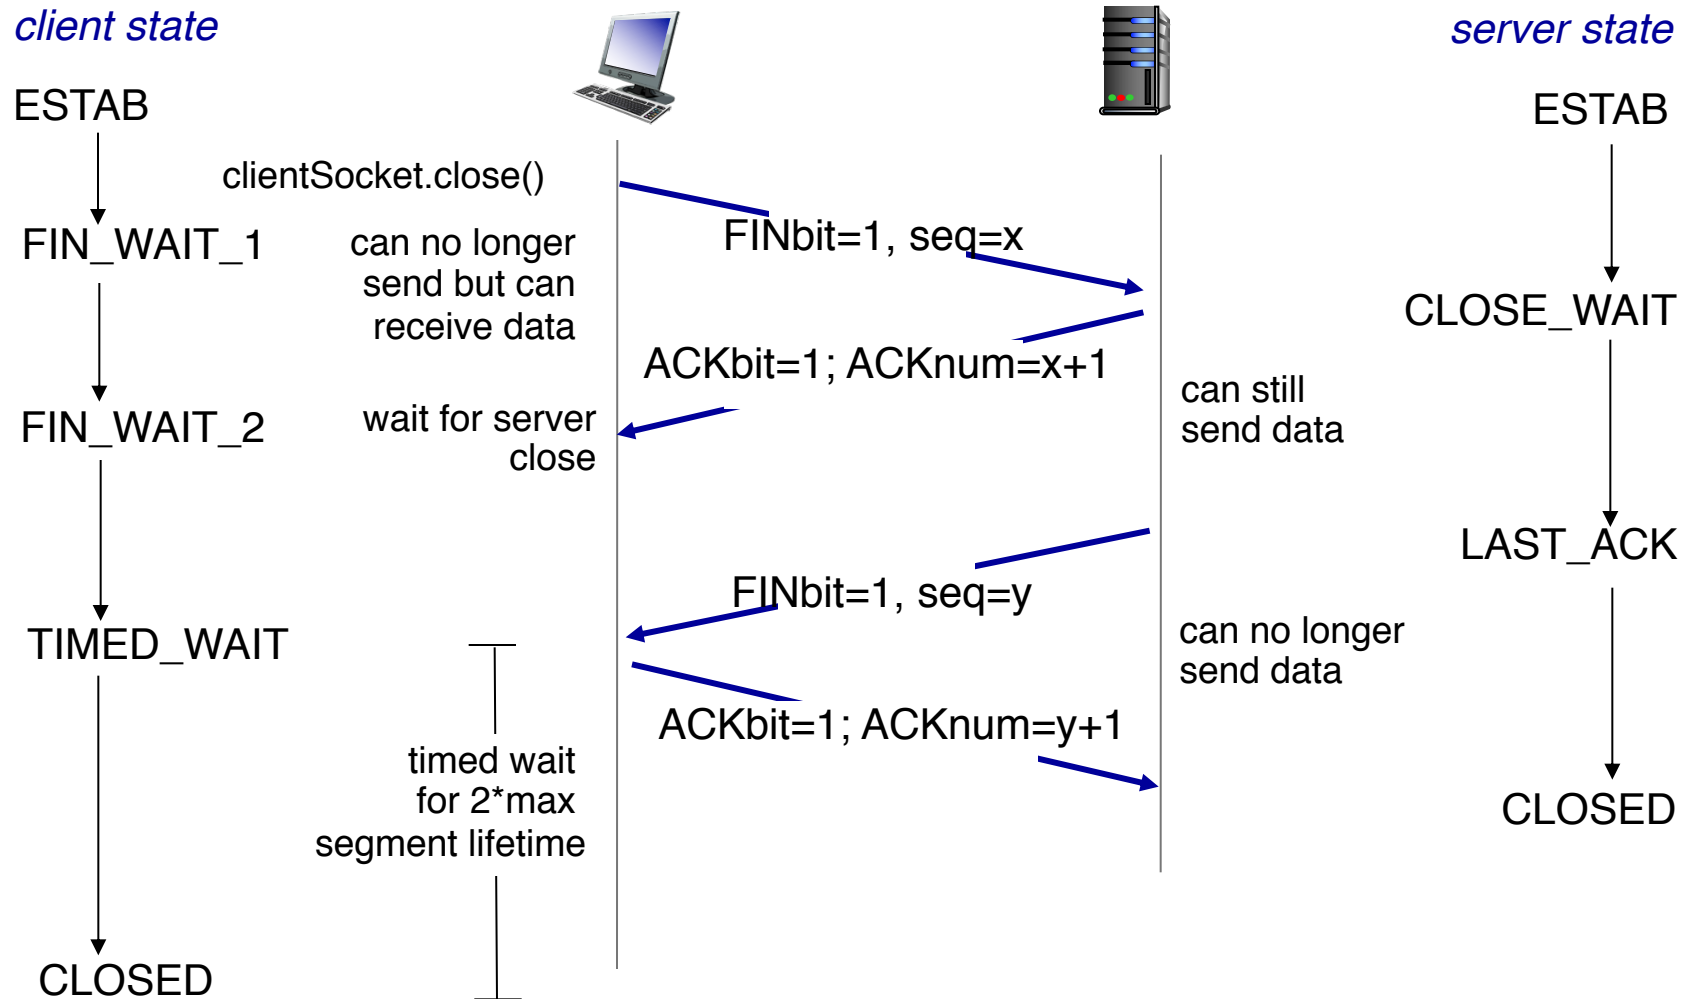 client state
server state
ESTAB
ESTAB
clientSocket.close()
FIN_WAIT_1
can no longer
send but can
receive data
FINbit=1, seq=x
CLOSE_WAIT
ACKbit=1; ACKnum=x+1
can still
send data
FIN_WAIT_2
wait for server
close
LAST_ACK
FINbit=1, seq=y
can no longer
send data
TIMED_WAIT
ACKbit=1; ACKnum=y+1
timed wait
for 2*max
segment lifetime
CLOSED
CLOSED